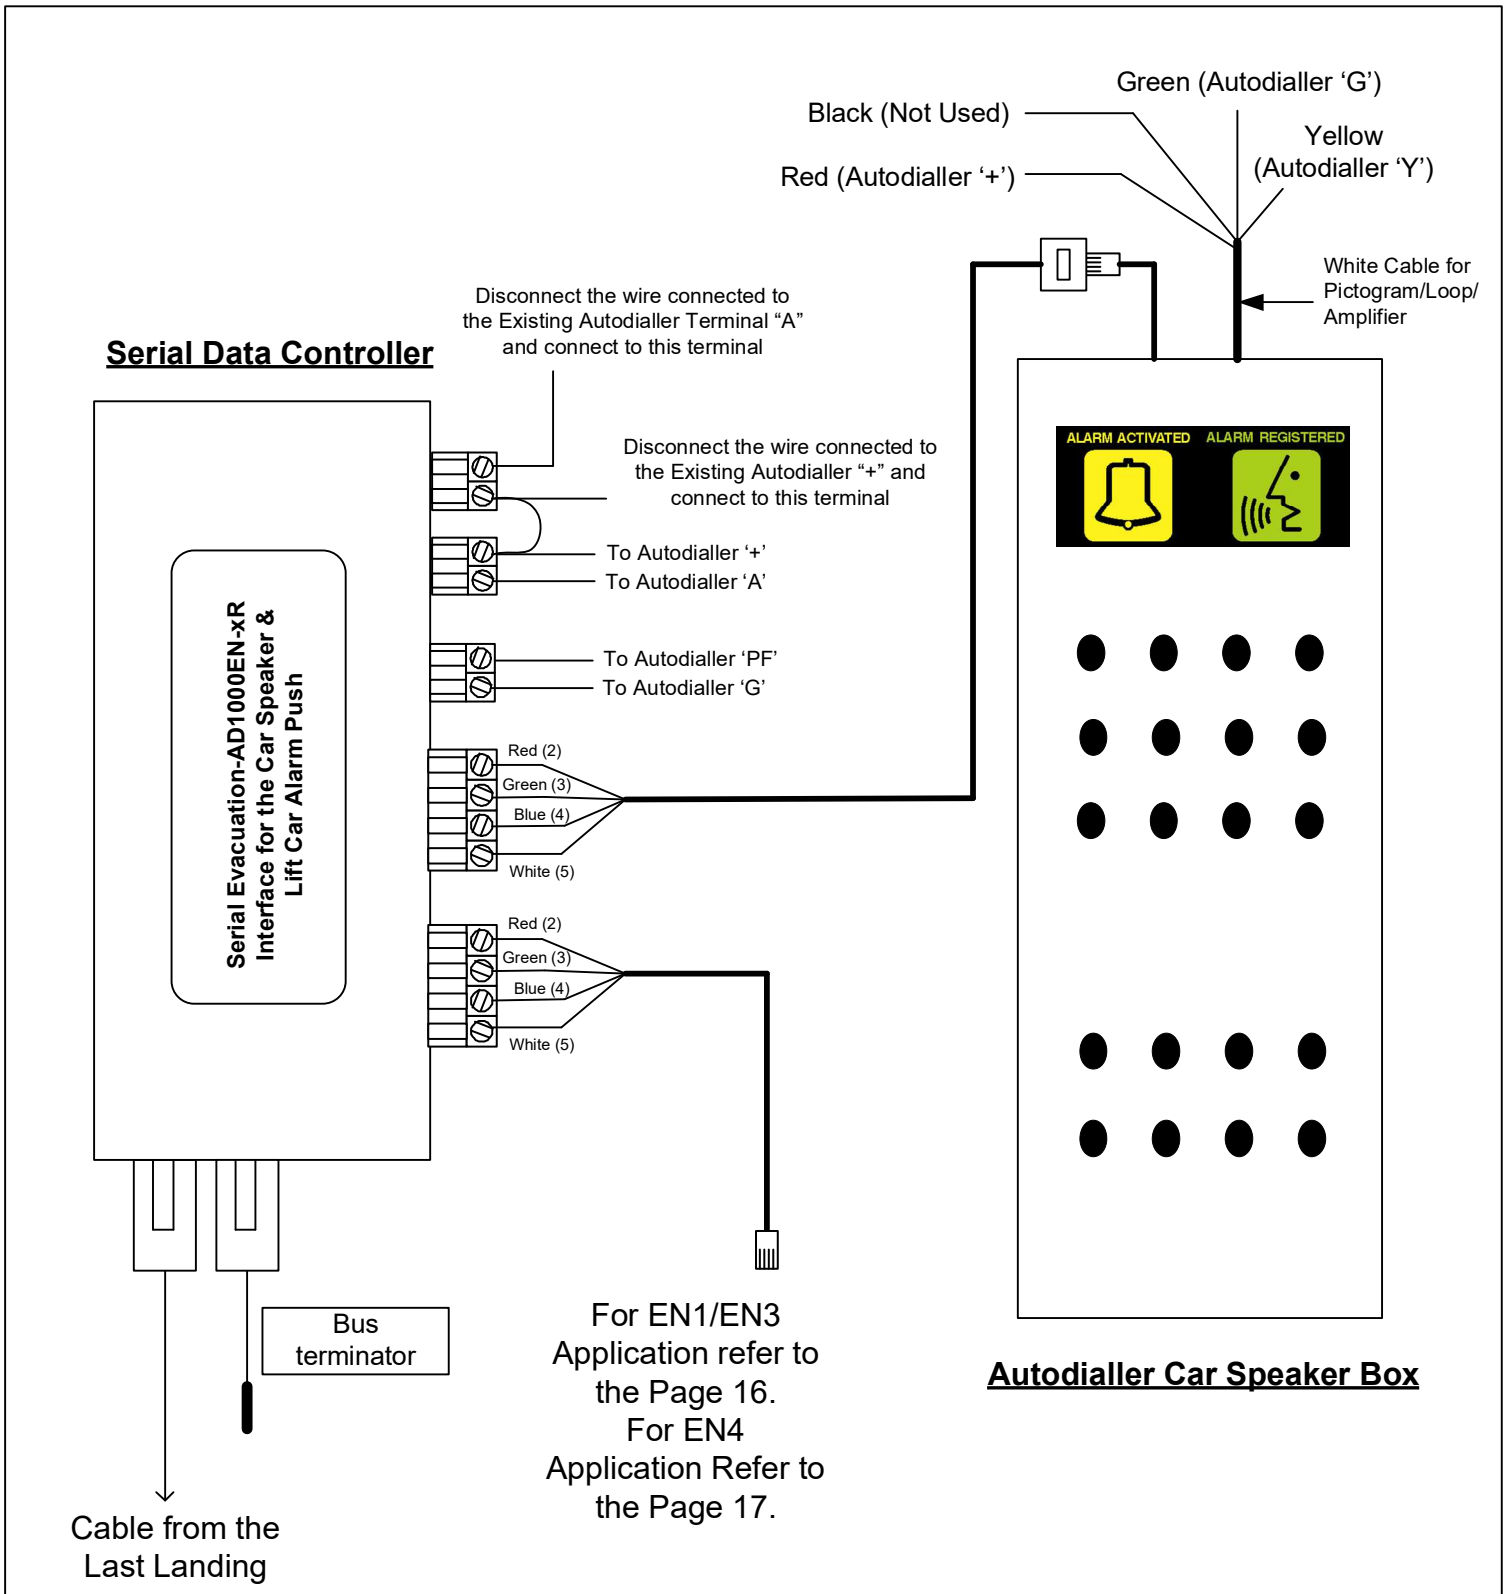 Green (Autodialler ‘G’)
Black (Not Used)
Yellow
(Autodialler ‘Y’)
Red (Autodialler ‘+’)
White Cable for
Pictogram/Loop/
Amplifier
Disconnect the wire connected to
the Existing Autodialler Terminal “A”
and connect to this terminal
Serial Data Controller
Disconnect the wire connected to
the Existing Autodialler “+” and
connect to this terminal
ALARM ACTIVATED ALARM REGISTERED
To Autodialler ‘+’
To Autodialler ‘A’
To Autodialler ‘PF’
To Autodialler ‘G’
Serial Evacuation-AD1000EN-xR
Interface for the Car Speaker &
Lift Car Alarm Push
Red (2)
Green (3)
Blue (4)
White (5)
Red (2)
Green (3)
Blue (4)
White (5)
Bus
terminator
For EN1/EN3
Application refer to
the Page 16.
For EN4
Application Refer to
the Page 17.
Autodialler Car Speaker Box
Cable from the
Last Landing